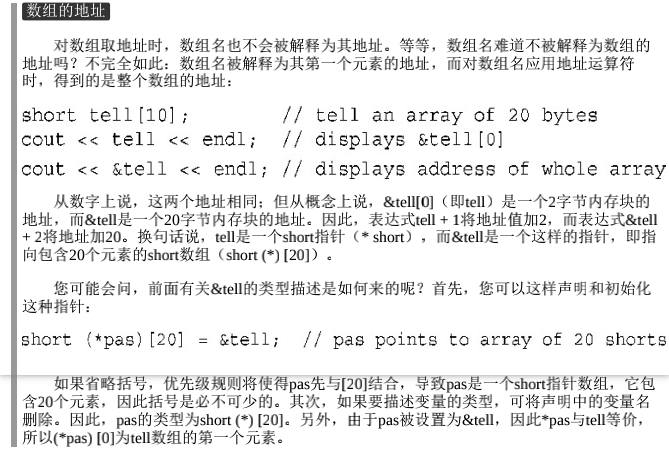 数组的地址
对数组取地址时，数组名也不会被解释为其地址。等等，数组名难道不被解释为数组的
地址吗？不完全如此：数组名被解释为其第一个元素的地址，而对数组名应用地址运算符
时，得到的是整个数组的地址：
short tell[10];        // tell an array of 20 bytes
cout << tell << endl;  // displays &tell[0]
cout << &tell << endl; // displays address of whole array
从数字上说，这两个地址相同；但从概念上说，&tell[0]（即tell）是一个2字节内存块的
地址，而&tell是一个20字节内存块的地址。因此，表达式tell + 1将地址值加2，而表达式&tell
+ 2将地址加20。换句话说，tell是一个short指针（* short），而&tell是一个这样的指针，即指
向包含20个元素的short数组（short (*) [20]）。
您可能会问，前面有关&tell的类型描述是如何来的呢？首先，您可以这样声明和初始化
这种指针：
short (*pas)[20] = &tell;  // pas points to array of 20 shorts
如果省略括号，优先级规则将使得pas先与[20]结合，导致pas是一个short指针数组，它包
含20个元素，因此括号是必不可少的。其次，如果要描述变量的类型，可将声明中的变量名
删除。因此，pas的类型为short (*) [20]。另外，由于pas被设置为&tell，因此*pas与tell等价，
所以(*pas) [0]为tell数组的第一个元素。